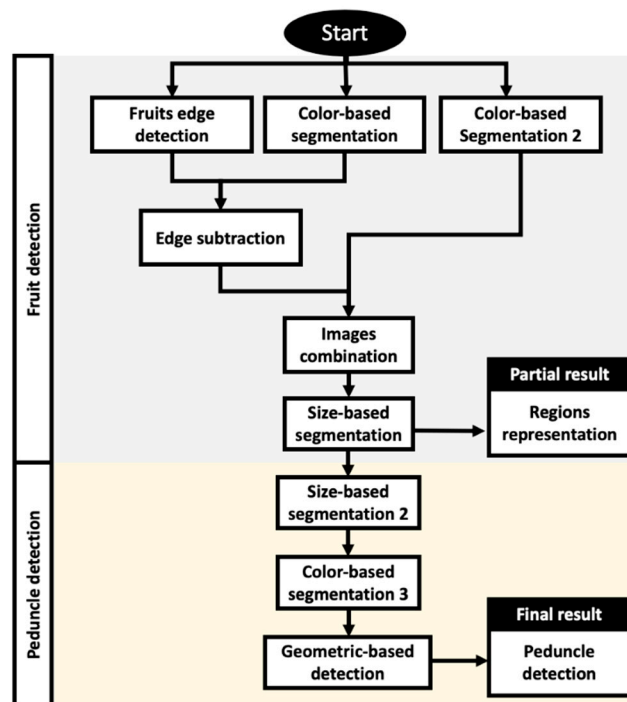 Start
Fruit detection
Fruits edge
detection
Color-based
segmentation
Color-based
Segmentation 2
Edge subtraction
Images
combination
Size-based
segmentation
Partial result
Regions
representation
Peduncle detection
Size-based
segmentation 2
Color-based
segmentation 3
Geometric-based
detection
Final result
Peduncle
detection